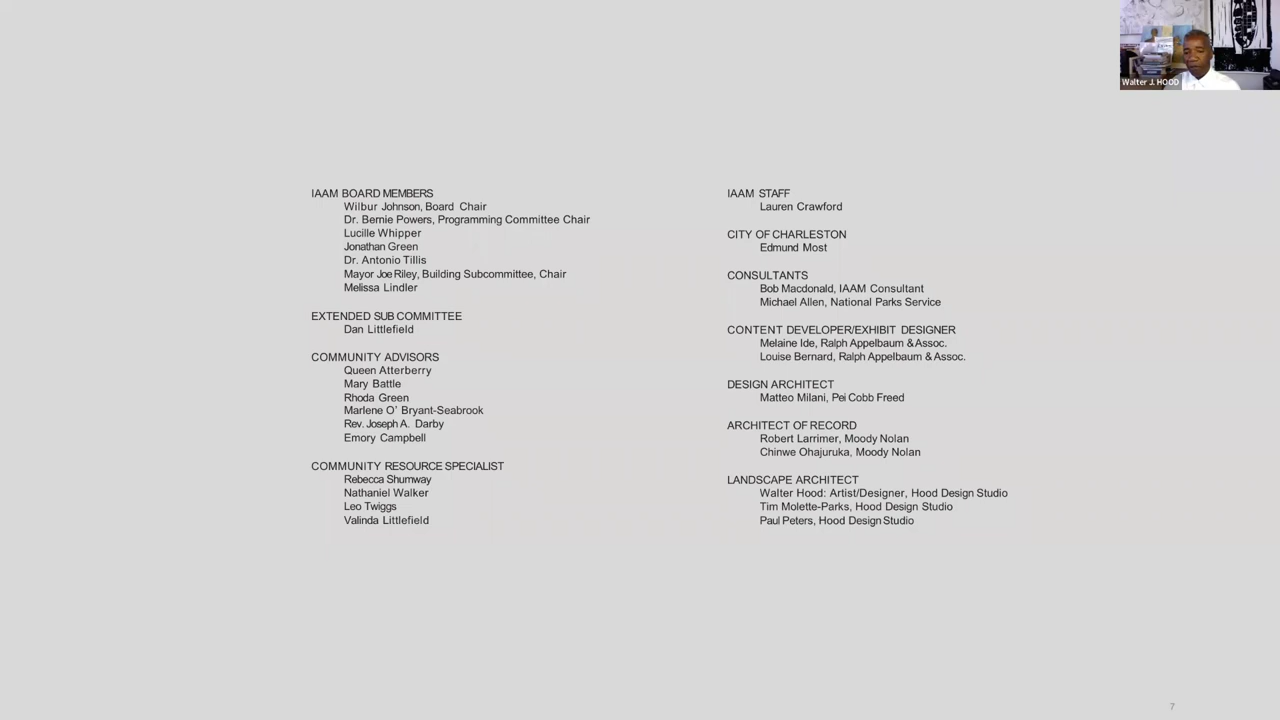 Walter J. HOOD
IAAM BOARD MEMBERS
Wilbur Johnson, Board Chair
Dr. Bernie Powers, Programming Committee Chair
Lucille Whipper
Jonathan Green
Dr. Antonio Tillis
Mayor Joe Riley, Building Subcommittee, Chair
Melissa Lindler
EXTENDED SUB COMMITTEE
Dan Littlefield
COMMUNITY ADVISORS
Queen Atterberry
Mary Battle
Rhoda Green
Marlene O' Bryant-Seabrook
Rev. Joseph A. Darby
Emory Campbell
COMMUNITY RESOURCE SPECIALIST
Rebecca Shumway
Nathaniel Walker
Leo Twiggs
Valinda Littlefield
IAAM STAFF
Lauren Crawford
CITY OF CHARLESTON
Edmund Most
CONSULTANTS
Bob Macdonald, IAAM Consultant
Michael Allen, National Parks Service
CONTENT DEVELOPER/EXHIBIT DESIGNER
Melaine Ide, Ralph Appelbaum & Assoc.
Louise Bernard, Ralph Appelbaum & Assoc.
DESIGN ARCHITECT
Matteo Milani, Pei Cobb Freed
ARCHITECT OF RECORD
Robert Larrimer, Moody Nolan
Chinwe Ohajuruka, Moody Nolan
LANDSCAPE ARCHITECT
Walter Hood: Artist/Designer, Hood Design Studio
Tim Molette-Parks, Hood Design Studio
Paul Peters, Hood Design Studio
7